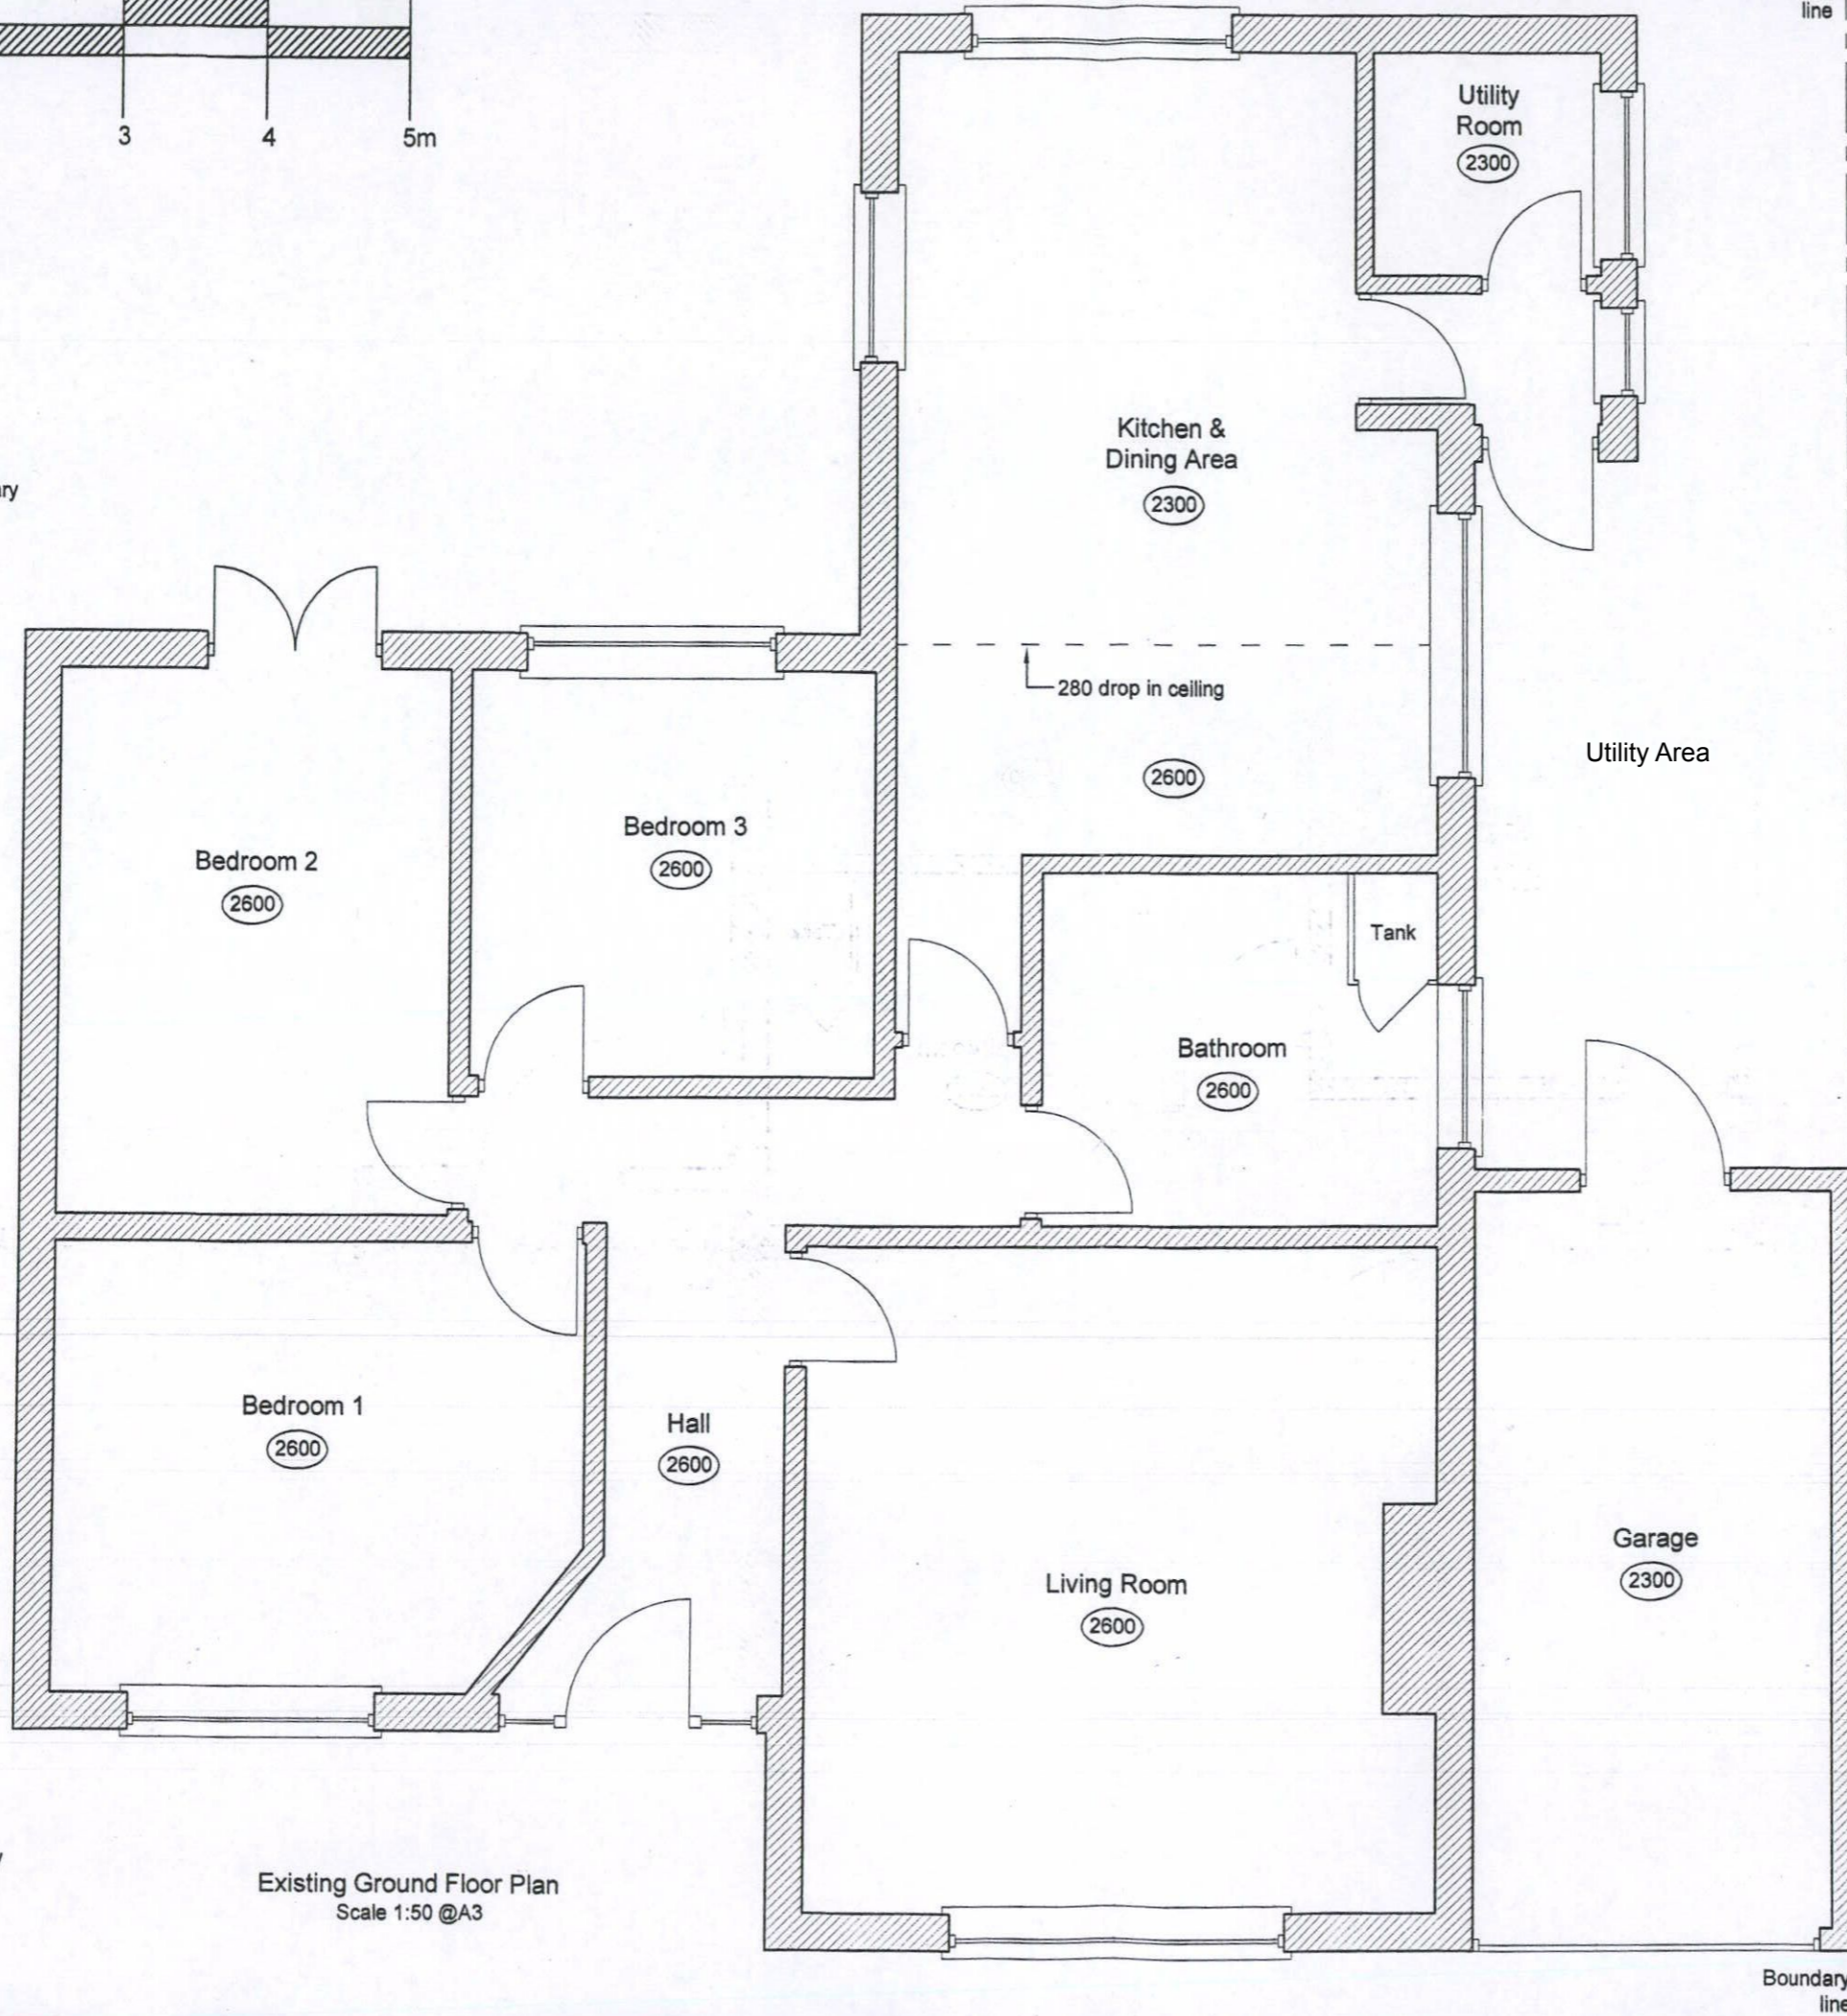 line
3
4
5m
Utility
Room
2300
ry
Kitchen &
Dining Area
2300
280 drop in ceiling
Utility Area
2600
Bedroom 3
2600
Bedroom 2
2600
Tank
Bathroom
2600
Bedroom 1
2600
Hall
2600
Garage
2300
Living Room
2600
Existing Ground Floor Plan
Scale 1:50 @A3
Boundary
line